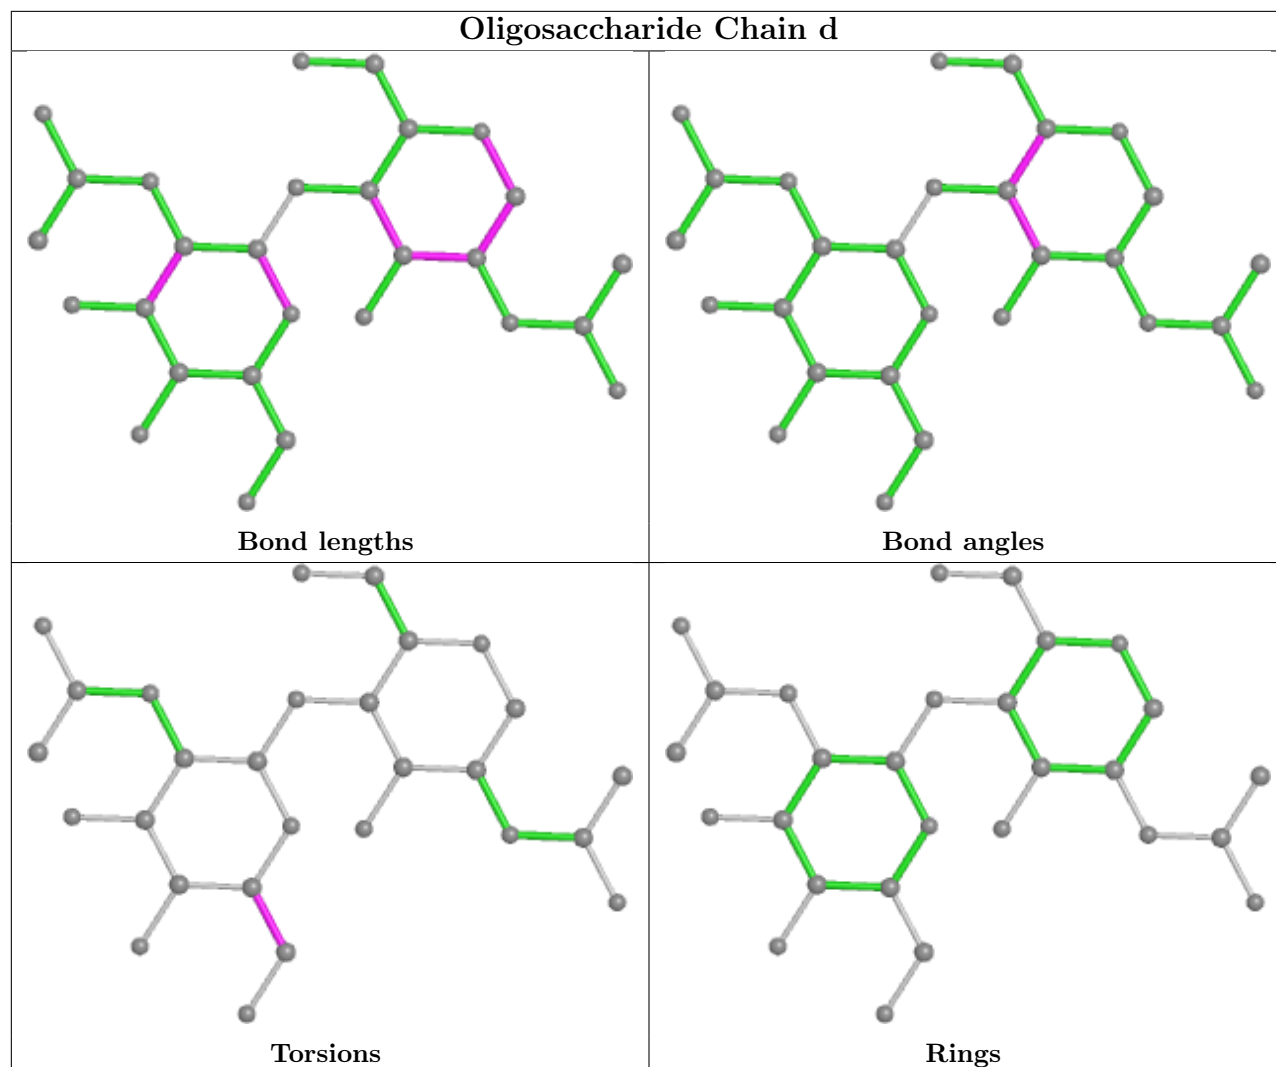 Oligosaccharide Chain d
Bond lengths
Bond angles
Torsions
Rings